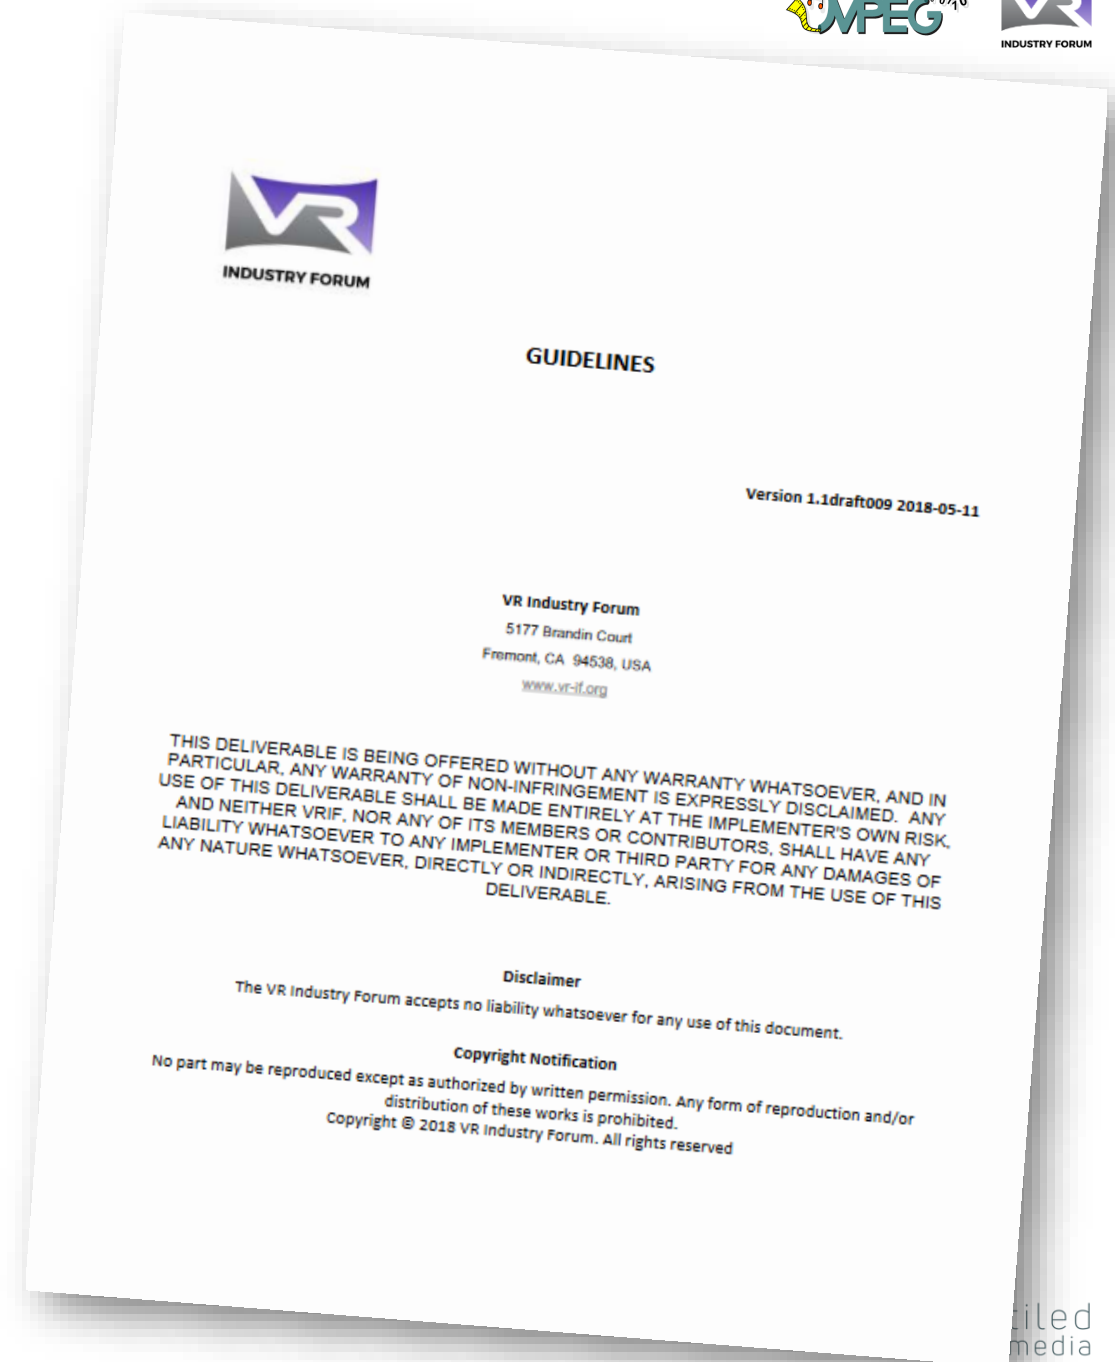 MPEG
VR
INDUSTRY FORUM
VR
INDUSTRY FORUM
GUIDELINES
Version 1.1draft009 2018-05-11
VR Industry Forum
5177 Brandin Court
Fremont, CA 94538, USA
www.vr-if.org
THIS DELIVERABLE IS BEING OFFERED WITHOUT ANY WARRANTY WHATSOEVER, AND IN
PARTICULAR, ANY WARRANTY OF NON-INFRINGEMENT IS EXPRESSLY DISCLAIMED. ANY
USE OF THIS DELIVERABLE SHALL BE MADE ENTIRELY AT THE IMPLEMENTER'S OWN RISK,
AND NEITHER VRIF, NOR ANY OF ITS MEMBERS OR CONTRIBUTORS, SHALL HAVE ANY
LIABILITY WHATSOEVER TO ANY IMPLEMENTER OR THIRD PARTY FOR ANY DAMAGES OF
ANY NATURE WHATSOEVER, DIRECTLY OR INDIRECTLY, ARISING FROM THE USE OF THIS
DELIVERABLE.
Disclaimer
The VR Industry Forum accepts no liability whatsoever for any use of this document.
Copyright Notification
No part may be reproduced except as authorized by written permission. Any form of reproduction and/or
distribution of these works is prohibited.
Copyright © 2018 VR Industry Forum. All rights reserved
tiled
media